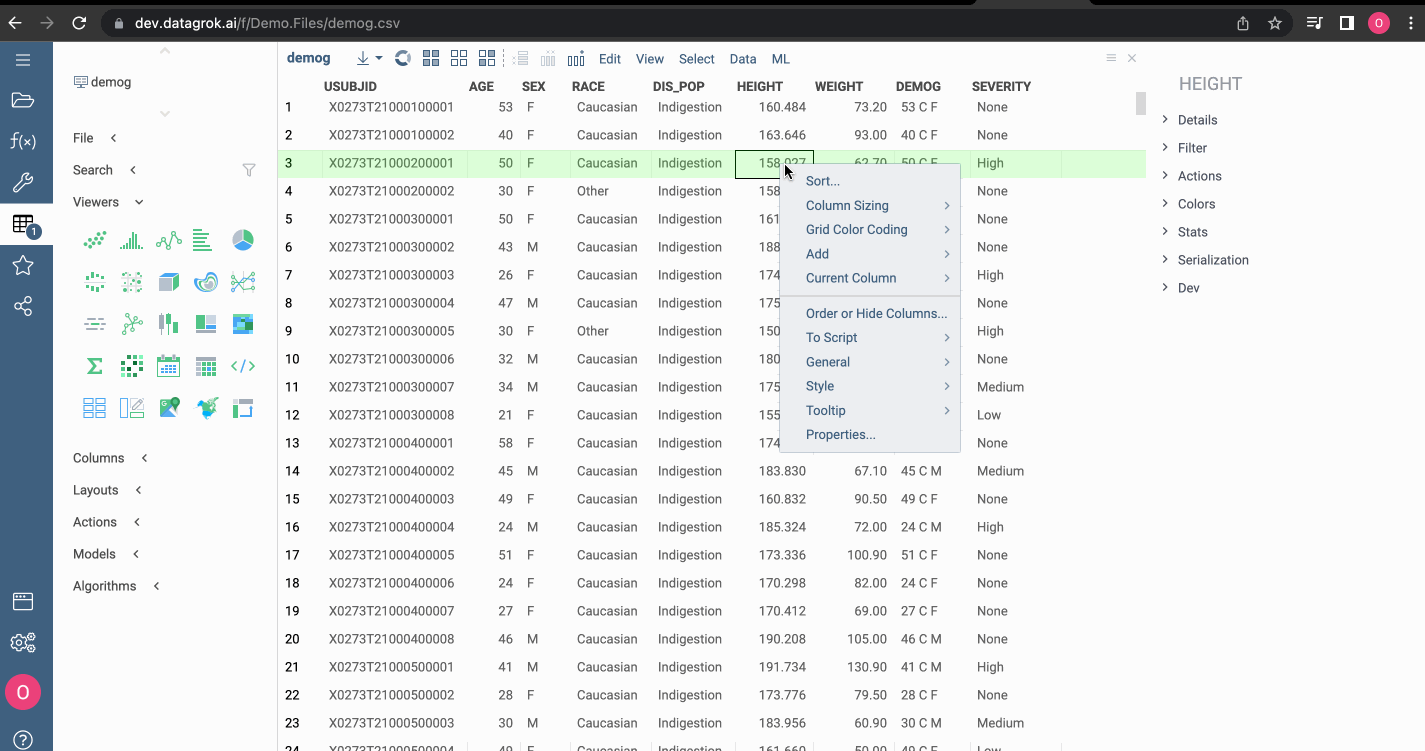 dev.datagrok.ai/f/Demo.Files/demog.csv
O
demog
File
Search
Viewers
Columns
Layouts
Actions
Models
Algorithms
1
O
demog Edit View Select Data ML
USUBJID AGE SEX RACE DIS_POP HEIGHT WEIGHT DEMOG SEVERITY
1 X0273T21000100001 53 F Caucasian Indigestion 160.484 73.20 53 C F None
2 X0273T21000100002 40 F Caucasian Indigestion 163.646 93.00 40 C F None
3 X0273T21000200001 50 F Caucasian Indigestion 158.027 62.70 50 C F High
4 X0273T21000200002 30 F Other Indigestion 158 None
5 X0273T21000300001 50 F Caucasian Indigestion 161 None
6 X0273T21000300002 43 M Caucasian Indigestion 188 None
7 X0273T21000300003 26 F Caucasian Indigestion 174 High
8 X0273T21000300004 47 M Caucasian Indigestion 175 None
9 X0273T21000300005 30 F Other Indigestion 150 High
10 X0273T21000300006 32 M Caucasian Indigestion 180 None
11 X0273T21000300007 34 M Caucasian Indigestion 175 Medium
12 X0273T21000300008 21 F Caucasian Indigestion 155 Low
13 X0273T21000400001 58 F Caucasian Indigestion 174 None
14 X0273T21000400002 45 M Caucasian Indigestion 183.830 67.10 45 C M Medium
15 X0273T21000400003 49 F Caucasian Indigestion 160.832 90.50 49 C F None
16 X0273T21000400004 24 M Caucasian Indigestion 185.324 72.00 24 C M High
17 X0273T21000400005 51 F Caucasian Indigestion 173.336 100.90 51 C F None
18 X0273T21000400006 24 F Caucasian Indigestion 170.298 82.00 24 C F None
19 X0273T21000400007 27 F Caucasian Indigestion 170.412 69.00 27 C F None
20 X0273T21000400008 46 M Caucasian Indigestion 190.208 105.00 46 C M None
21 X0273T21000500001 41 M Caucasian Indigestion 191.734 130.90 41 C M High
22 X0273T21000500002 28 F Caucasian Indigestion 173.776 79.50 28 C F None
23 X0273T21000500003 30 M Caucasian Indigestion 183.956 60.90 30 C M Medium
24 X0273T21000500004 49 F Caucasian Indigestion 161.660 50.00 49 C F Low
Sort...
Column Sizing
Grid Color Coding
Add
Current Column
Order or Hide Columns...
To Script
General
Style
Tooltip
Properties...
HEIGHT
Details
Filter
Actions
Colors
Stats
Serialization
Dev